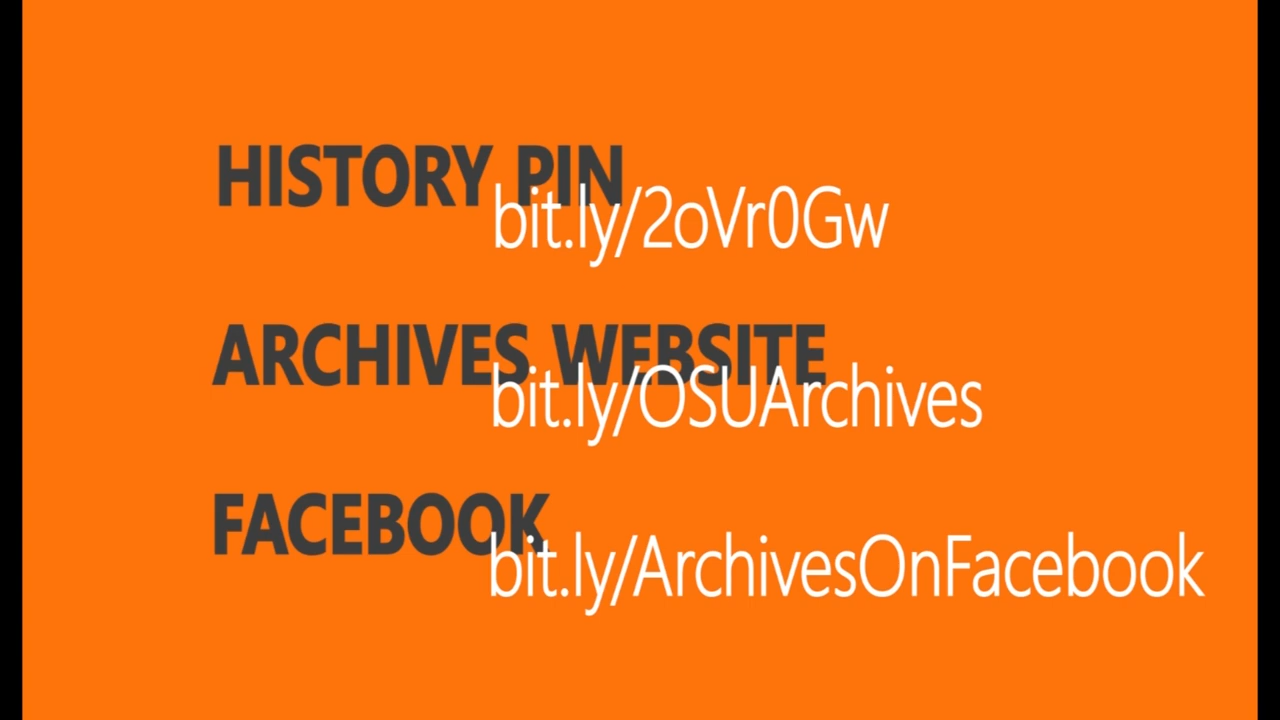 HISTORY PIN
bit.ly/2oVr0Gw
ARCHIVES WEBSITE
bit.ly/OSUArchives
FACEBOOK
bit.ly/ArchivesOnFacebook